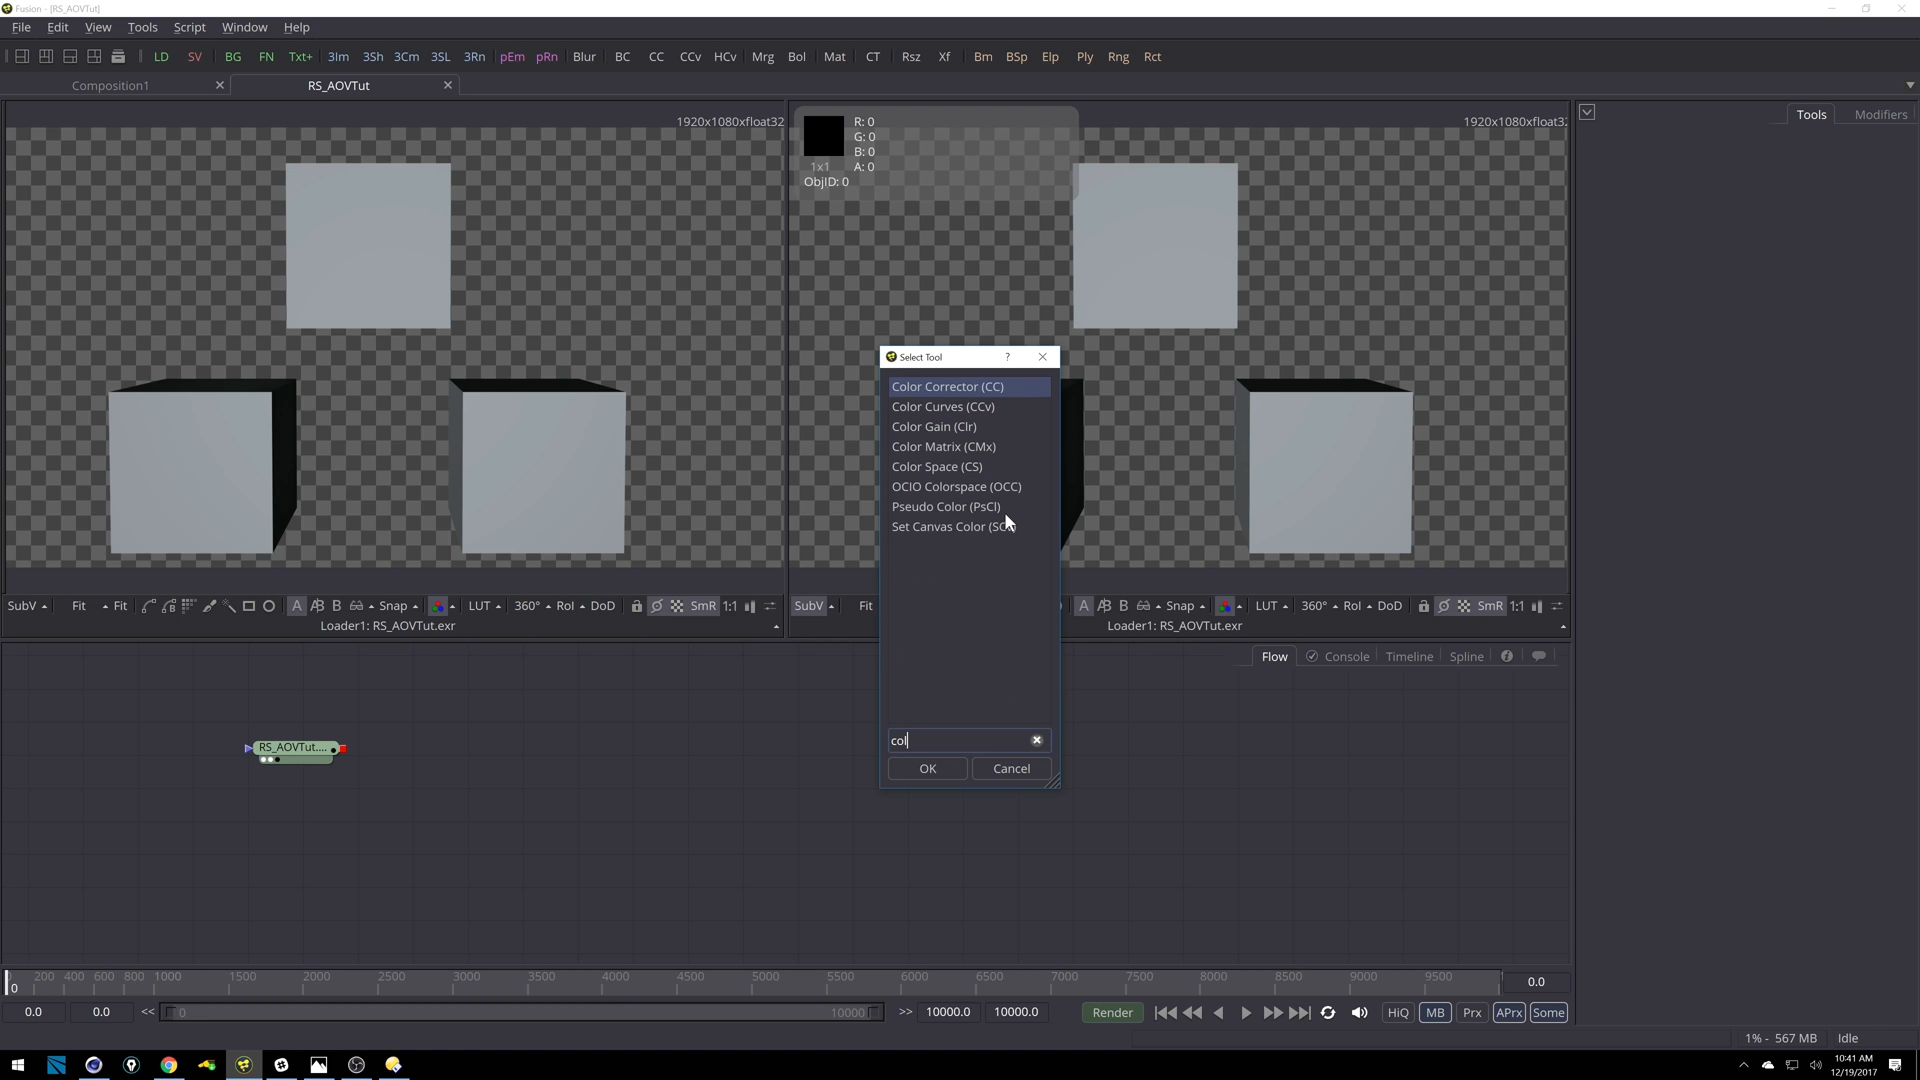 Fusion - [RS_AOVTut]
File Edit View Tools Script Window Help
LD SV BG FN Txt+ 3Im 3Sh 3Cm 3SL 3Rn pEm pRn Blur BC CC CCv HCv Mrg Bol Mat CT Rsz Xf Bm BSp Elp Ply Rng Rct
Composition1 RS_AOVTut
Tools Modifiers
1920x1080xfloat32
R: 0
G: 0
B: 0
A: 0
1x1
ObjID: 0
1920x1080xfloat32
Select Tool ?
Color Corrector (CC)
Color Curves (CCv)
Color Gain (Clr)
Color Matrix (CMx)
Color Space (CS)
OCIO Colorspace (OCC)
Pseudo Color (PsCl)
Set Canvas Color
col
OK Cancel
SubV Fit Fit A B Snap LUT 360° RoI DoD SmR 1:1
Loader1: RS_AOVTut.exr
SubV Fit A B Snap LUT 360° RoI DoD SmR 1:1
Loader1: RS_AOVTut.exr
Flow Console Timeline Spline
RS_AOVTut....
0 200 400 600 800 1000 1500 2000 2500 3000 3500 4000 4500 5000 5500 6000 6500 7000 7500 8000 8500 9000 9500 0.0
0.0 0.0 << 0 10000 >> 10000.0 10000.0 Render HiQ MB Prx APrx Some
1% - 567 MB Idle
10:41 AM
12/19/2017